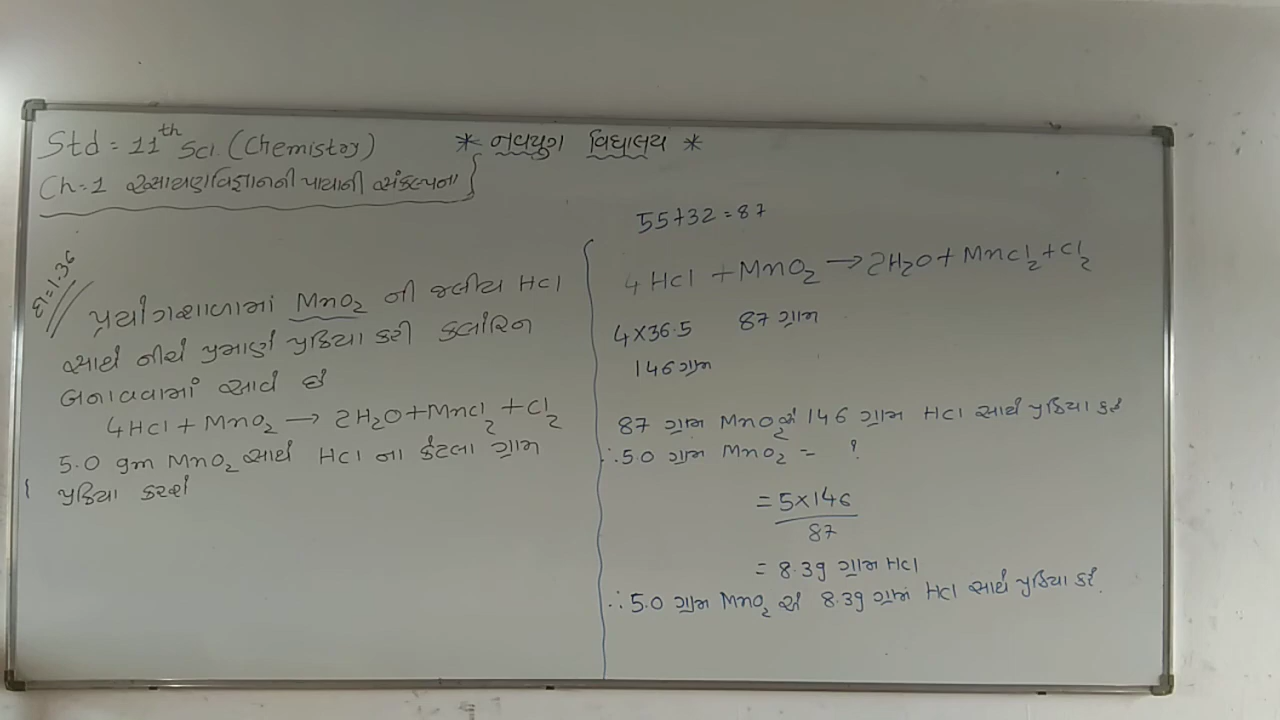 Std = 11th Sci. (Chemistry)
* નવયુગ વિદ્યાલય *
Ch-1 રસાયણવિજ્ઞાનની પાયાની સંકલ્પના
દા=1.36
પ્રયોગશાળામાં MnO2 ની જલીય HCl
સાથે નીચે પ્રમાણે પ્રક્રિયા કરી ક્લોરિન
બનાવવામાં આવે છે
4HCl + MnO2 → 2H2O + MnCl2 + Cl2
5.0 gm MnO2 સાથે HCl ના કેટલા ગ્રામ
પ્રક્રિયા કરશે
55+32 = 87
4HCl + MnO2 → 2H2O + MnCl2 + Cl2
4×36.5 87 ગ્રામ
146 ગ્રામ
87 ગ્રામ MnO2 એ 146 ગ્રામ HCl સાથે પ્રક્રિયા કરે
∴ 5.0 ગ્રામ MnO2 = ?
= 5×146
87
= 8.39 ગ્રામ HCl
∴ 5.0 ગ્રામ MnO2 એ 8.39 ગ્રામ HCl સાથે પ્રક્રિયા કરે.